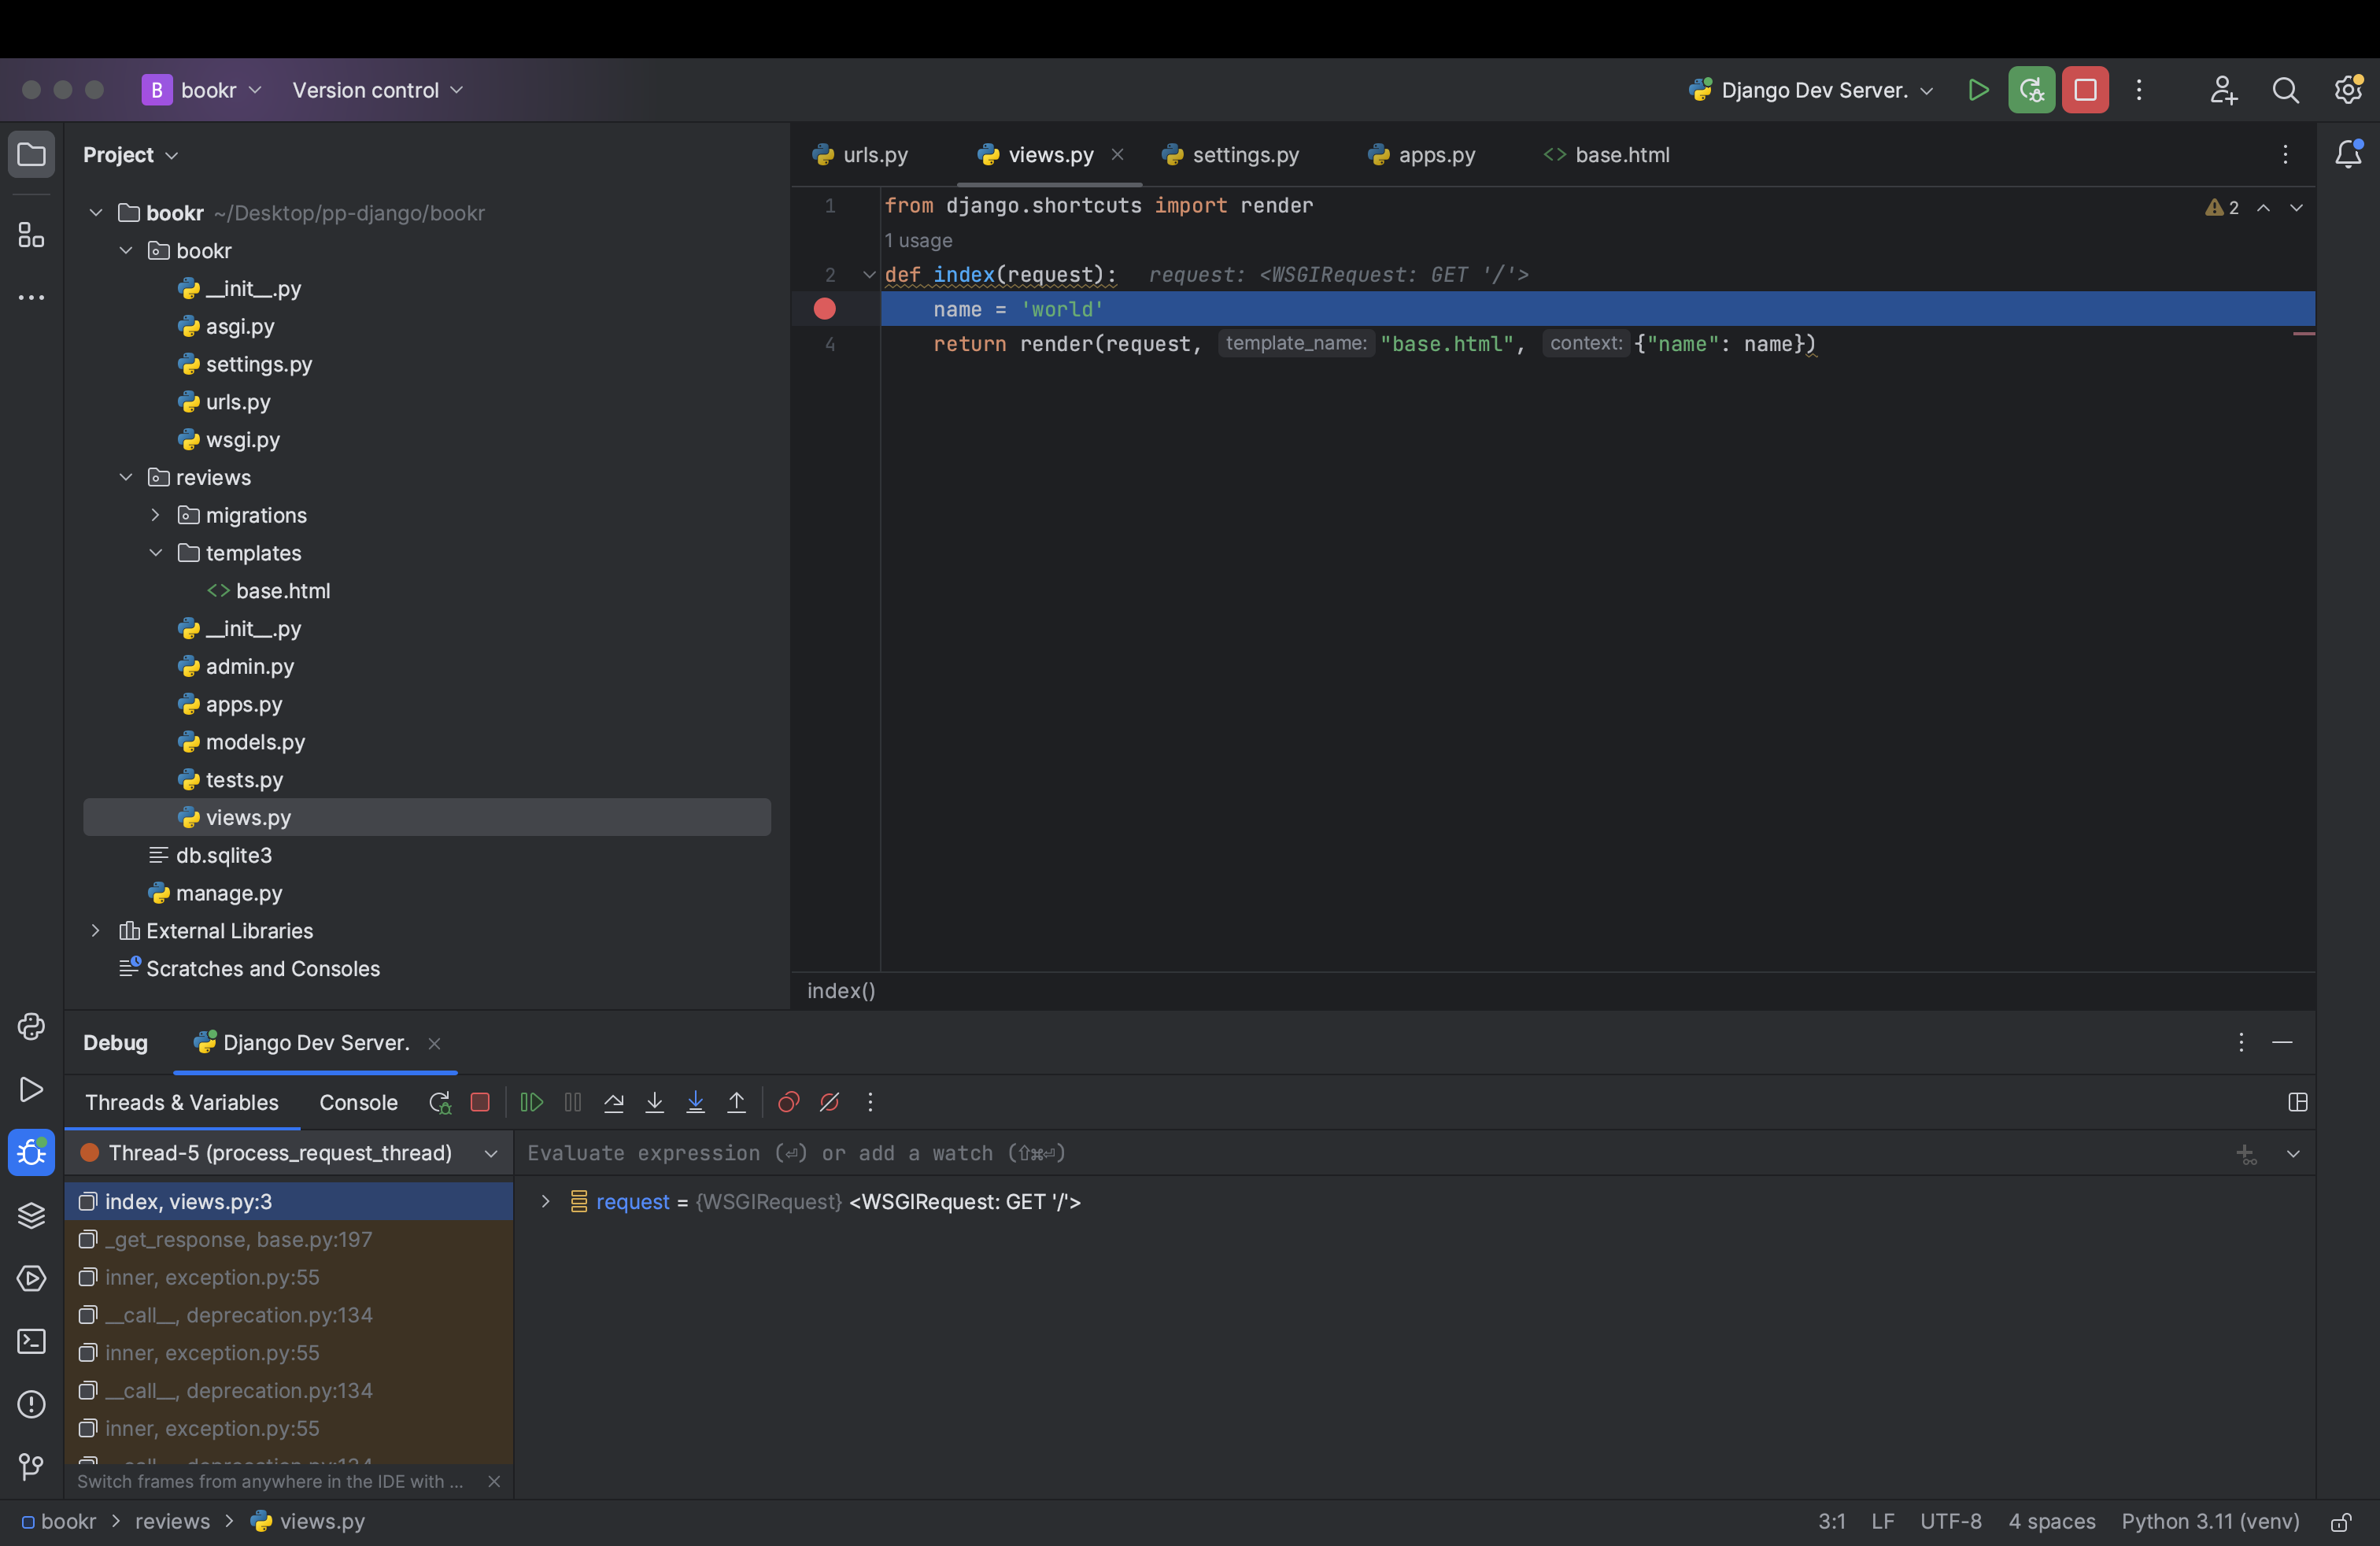 B bookr Version control Django Dev Server.
Project
bookr ~/Desktop/pp-django/bookr
bookr
__init__.py
asgi.py
settings.py
urls.py
wsgi.py
reviews
migrations
templates
base.html
__init__.py
admin.py
apps.py
models.py
tests.py
views.py
db.sqlite3
manage.py
External Libraries
Scratches and Consoles
urls.py views.py settings.py apps.py base.html
1 from django.shortcuts import render
2
1 usage
2 def index(request): request: <WSGIRequest: GET '/'>
name = 'world'
4 return render(request, template_name: "base.html", context: {"name": name})
index()
Debug Django Dev Server.
Threads & Variables Console
Thread-5 (process_request_thread)
index, views.py:3
_get_response, base.py:197
inner, exception.py:55
__call__, deprecation.py:134
inner, exception.py:55
__call__, deprecation.py:134
inner, exception.py:55
__call__, deprecation.py:134
Switch frames from anywhere in the IDE with ...
Evaluate expression (⏎) or add a watch (⇧⌘⏎)
request = {WSGIRequest} <WSGIRequest: GET '/'>
bookr > reviews > views.py
3:1 LF UTF-8 4 spaces Python 3.11 (venv)